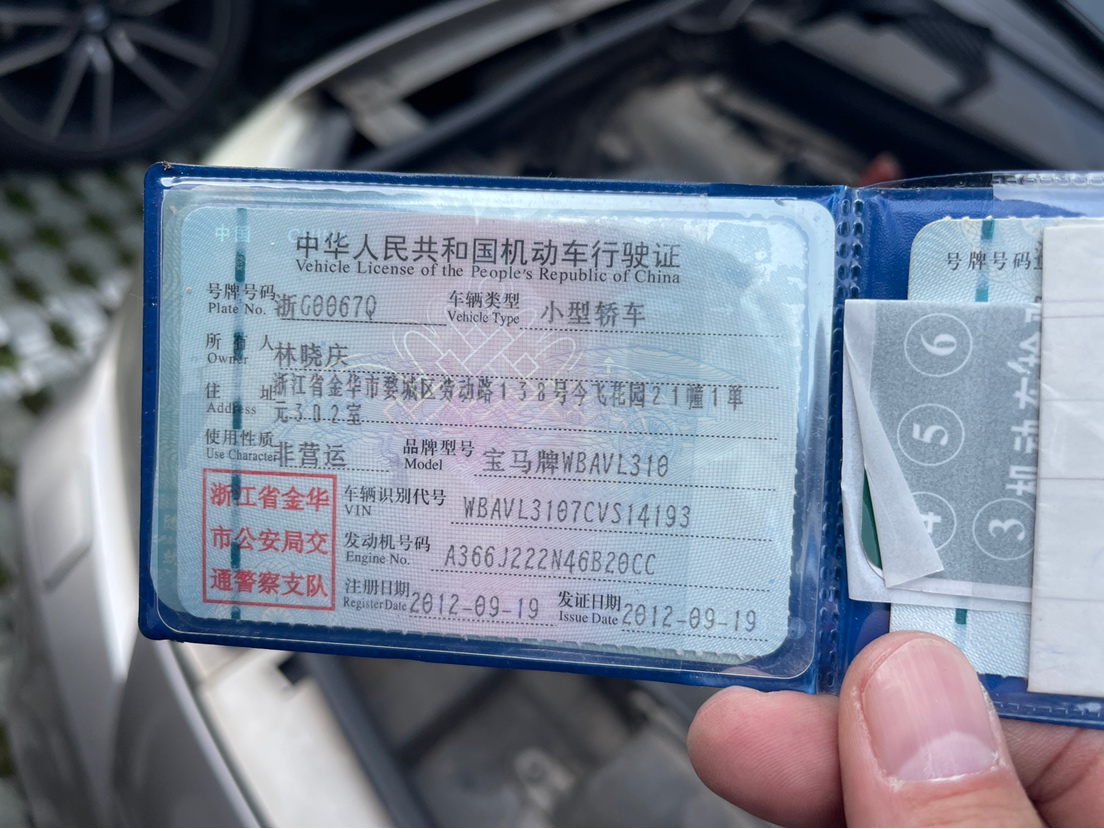 中国
中华人民共和国机动车行驶证
Vehicle License of the People's Republic of China
号牌号码 Plate No. 浙G0067Q 车辆类型 Vehicle Type 小型轿车
所有人 Owner 林晓庆
住址 Address 浙江省金华市婺城区劳动路138号今飞花园21幢1单
元302室
使用性质 Use Character 非营运 品牌型号 Model 宝马牌WBAVL310
浙江省金华
市公安局交
通警察支队
车辆识别代号 VIN WBAVL3107CVS14193
发动机号码 Engine No. A366J222N46B20CC
注册日期 Register Date 2012-09-19 发证日期 Issue Date 2012-09-19
号牌号码
6
5
4
3
机动车